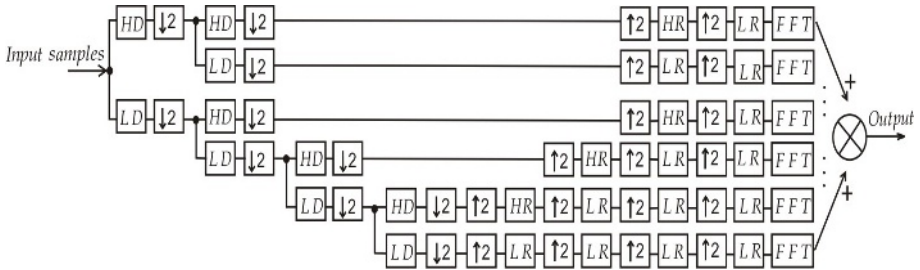 HD ↓2 HD ↓2 ↑2 HR ↑2 LR FFT
Input samples
LD ↓2 ↑2 LR ↑2 LR FFT
+
LD ↓2 HD ↓2 ↑2 HR ↑2 LR FFT
Output
LD ↓2 HD ↓2 ↑2 HR ↑2 LR ↑2 LR FFT
+
LD ↓2 HD ↓2 ↑2 HR ↑2 LR ↑2 LR ↑2 LR FFT
LD ↓2 ↑2 LR ↑2 LR ↑2 LR ↑2 LR FFT